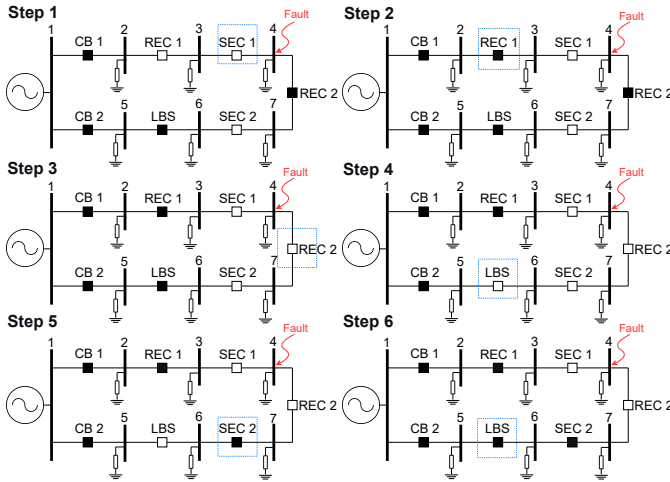 Step 1
Fault
1
4
CB 1
2
REC 1
3
SEC 1
REC 2
5
6
7
CB 2
LBS
SEC 2
Step 2
Fault
1
4
CB 1
2
REC 1
3
SEC 1
REC 2
5
6
7
CB 2
LBS
SEC 2
Step 3
Fault
1
4
CB 1
2
REC 1
3
SEC 1
REC 2
5
6
7
CB 2
LBS
SEC 2
Step 4
Fault
1
4
CB 1
2
REC 1
3
SEC 1
REC 2
5
6
7
CB 2
LBS
SEC 2
Step 5
Fault
1
4
CB 1
2
REC 1
3
SEC 1
REC 2
5
6
7
CB 2
LBS
SEC 2
Step 6
Fault
1
4
CB 1
2
REC 1
3
SEC 1
REC 2
5
6
7
CB 2
LBS
SEC 2